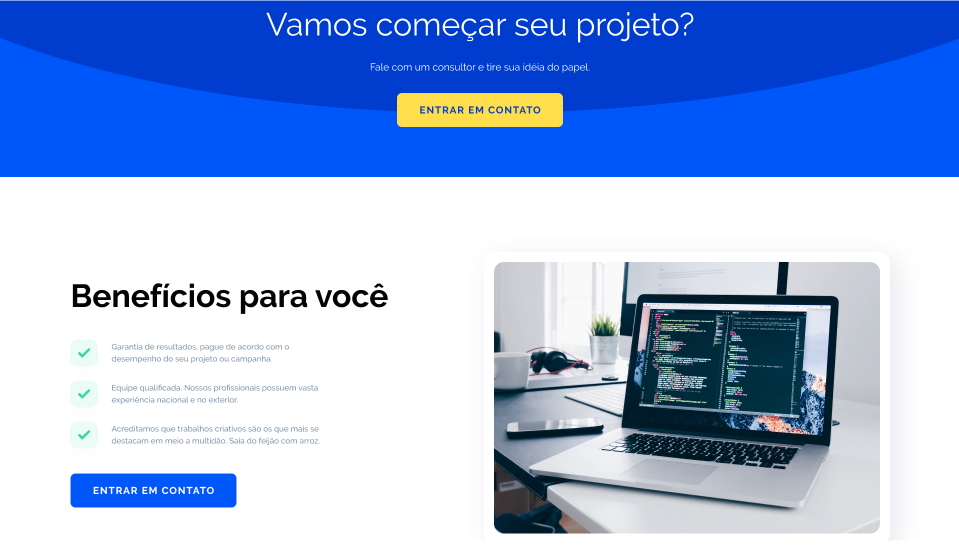 Vamos começar seu projeto?
Fale com um consultor e tire sua idéia do papel.
ENTRAR EM CONTATO
Benefícios para você
Garantia de resultados, pague de acordo com o
desempenho do seu projeto ou campanha.
Equipe qualificada. Nossos profissionais possuem vasta
experiência nacional e no exterior.
Acreditamos que trabalhos criativos são os que mais se
destacam em meio a multidão. Saia do feijão com arroz.
ENTRAR EM CONTATO